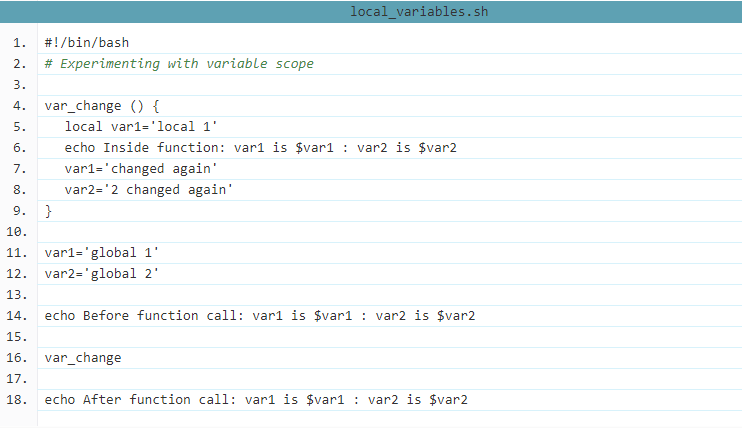 local_variables.sh
1. #!/bin/bash
2. # Experimenting with variable scope
3.
4. var_change () {
5. local var1='local 1'
6. echo Inside function: var1 is $var1 : var2 is $var2
7. var1='changed again'
8. var2='2 changed again'
9. }
10.
11. var1='global 1'
12. var2='global 2'
13.
14. echo Before function call: var1 is $var1 : var2 is $var2
15.
16. var_change
17.
18. echo After function call: var1 is $var1 : var2 is $var2